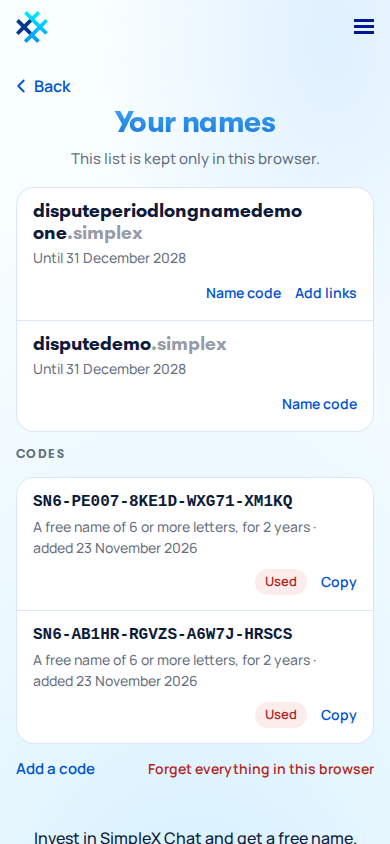 Back
Your names
This list is kept only in this browser.
disputeperiodlongnamedemo
one.simplex
Until 31 December 2028
Name code Add links
disputedemo.simplex
Until 31 December 2028
Name code
CODES
SN6-PE007-8KE1D-WXG71-XM1KQ
A free name of 6 or more letters, for 2 years ·
added 23 November 2026
Used Copy
SN6-AB1HR-RGVZS-A6W7J-HRSCS
A free name of 6 or more letters, for 2 years ·
added 23 November 2026
Used Copy
Add a code Forget everything in this browser
Invest in SimpleX Chat and get a free name.